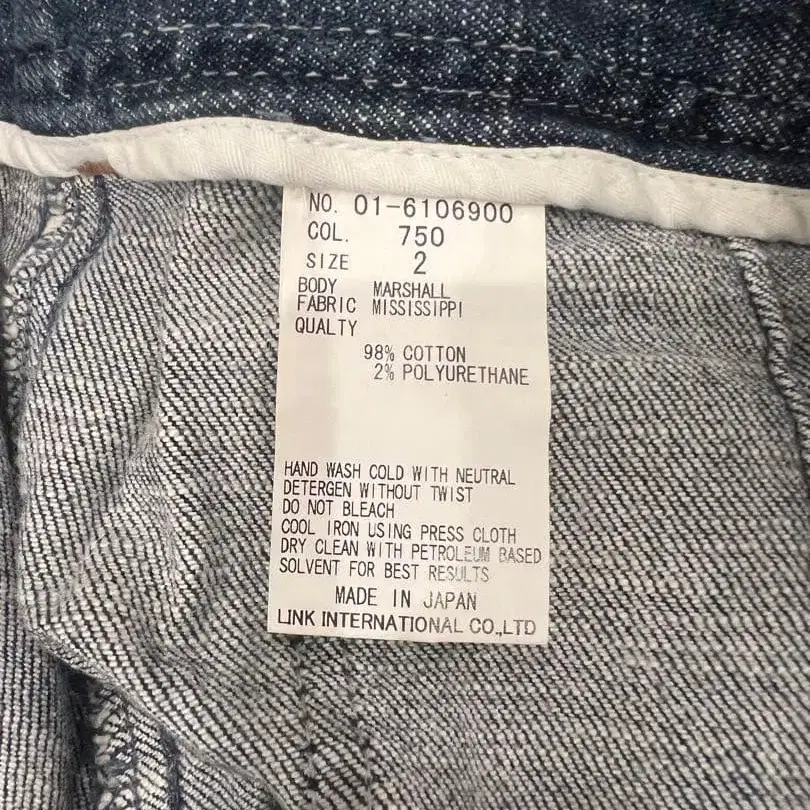 NO. 01-6106900
COL. 750
SIZE 2
BODY MARSHALL
FABRIC MISSISSIPPI
QUALTY
98% COTTON
2% POLYURETHANE
HAND WASH COLD WITH NEUTRAL
DETERGEN WITHOUT TWIST
DO NOT BLEACH
COOL IRON USING PRESS CLOTH
DRY CLEAN WITH PETROLEUM BASED
SOLVENT FOR BEST RESULTS
MADE IN JAPAN
LINK INTERNATIONAL CO.,LTD